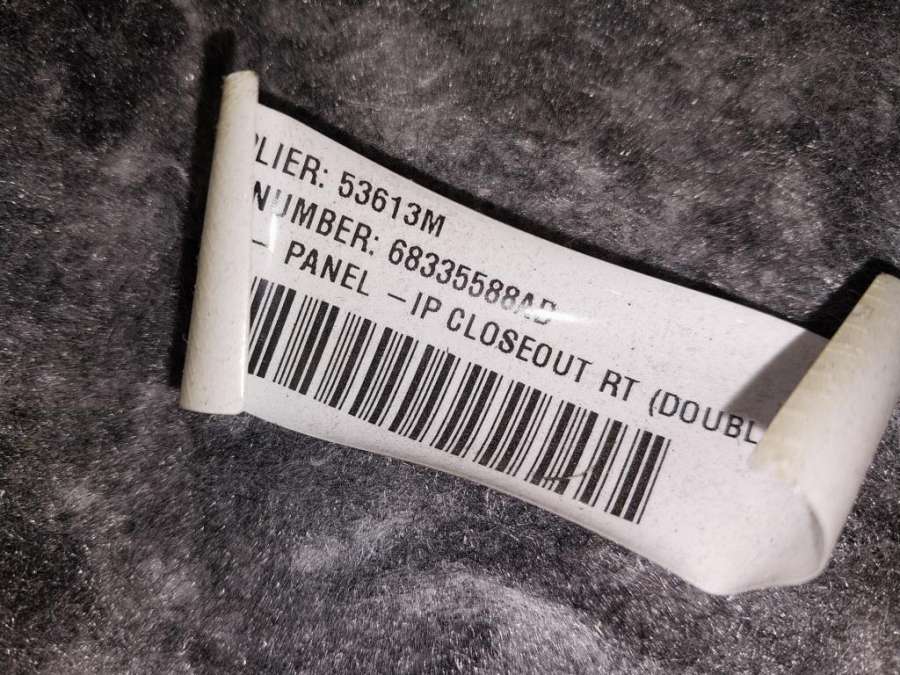 PLIER: 53613M
NUMBER: 68335588AD
- PANEL - IP CLOSEOUT RT (DOUBL